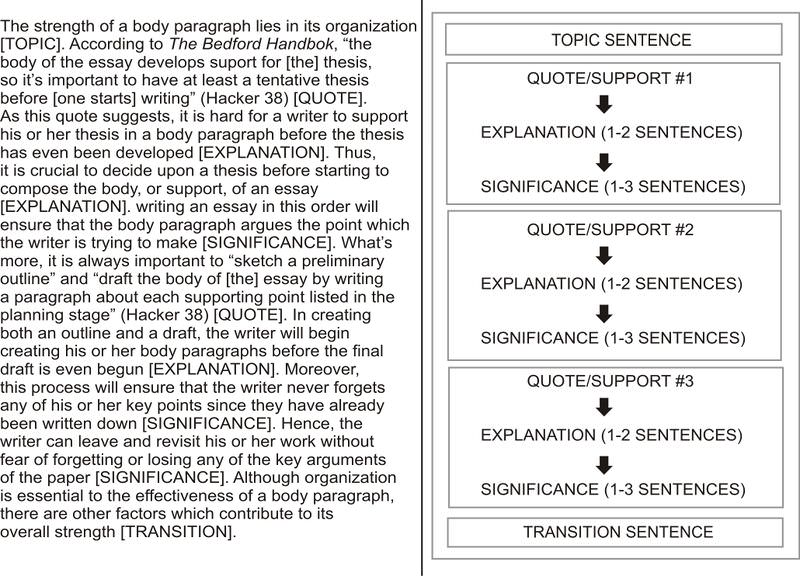 The strength of a body paragraph lies in its organization
[TOPIC]. According to The Bedford Handbok, “the
body of the essay develops suport for [the] thesis,
so it’s important to have at least a tentative thesis
before [one starts] writing” (Hacker 38) [QUOTE].
As this quote suggests, it is hard for a writer to support
his or her thesis in a body paragraph before the thesis
has even been developed [EXPLANATION]. Thus,
it is crucial to decide upon a thesis before starting to
compose the body, or support, of an essay
[EXPLANATION]. writing an essay in this order will
ensure that the body paragraph argues the point which
the writer is trying to make [SIGNIFICANCE]. What’s
more, it is always important to “sketch a preliminary
outline” and “draft the body of [the] essay by writing
a paragraph about each supporting point listed in the
planning stage” (Hacker 38) [QUOTE]. In creating
both an outline and a draft, the writer will begin
creating his or her body paragraphs before the final
draft is even begun [EXPLANATION]. Moreover,
this process will ensure that the writer never forgets
any of his or her key points since they have already
been written down [SIGNIFICANCE]. Hence, the
writer can leave and revisit his or her work without
fear of forgetting or losing any of the key arguments
of the paper [SIGNIFICANCE]. Although organization
is essential to the effectiveness of a body paragraph,
there are other factors which contribute to its
overall strength [TRANSITION].
TOPIC SENTENCE
QUOTE/SUPPORT #1
EXPLANATION (1-2 SENTENCES)
SIGNIFICANCE (1-3 SENTENCES)
QUOTE/SUPPORT #2
EXPLANATION (1-2 SENTENCES)
SIGNIFICANCE (1-3 SENTENCES)
QUOTE/SUPPORT #3
EXPLANATION (1-2 SENTENCES)
SIGNIFICANCE (1-3 SENTENCES)
TRANSITION SENTENCE